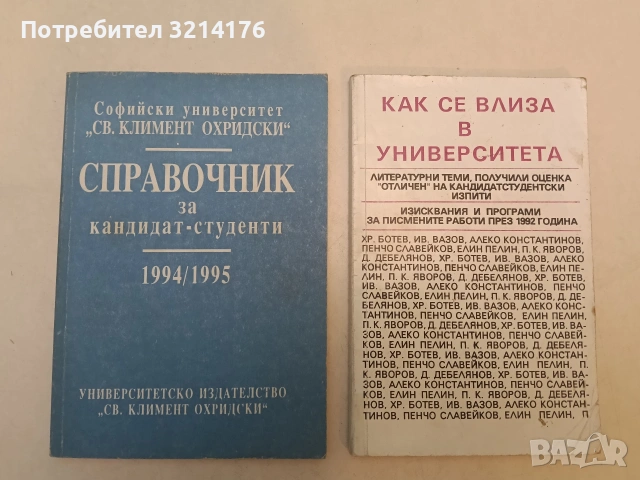 Потребител 3214176
Софийски университет
„СВ. КЛИМЕНТ ОХРИДСКИ“
СПРАВОЧНИК
за
кандидат-студенти
1994/1995
УНИВЕРСИТЕТСКО ИЗДАТЕЛСТВО
„СВ. КЛИМЕНТ ОХРИДСКИ“
КАК СЕ ВЛИЗА
В
УНИВЕРСИТЕТА
ЛИТЕРАТУРНИ ТЕМИ, ПОЛУЧИЛИ ОЦЕНКА
"ОТЛИЧЕН" НА КАНДИДАТСТУДЕНТСКИ
ИЗПИТИ
ИЗИСКВАНИЯ И ПРОГРАМИ
ЗА ПИСМЕНИТЕ РАБОТИ ПРЕЗ 1992 ГОДИНА
ХР. БОТЕВ, ИВ. ВАЗОВ, АЛЕКО КОНСТАНТИНОВ,
ПЕНЧО СЛАВЕЙКОВ, ЕЛИН ПЕЛИН, П. К. ЯВОРОВ,
Д. ДЕБЕЛЯНОВ, ХР. БОТЕВ, ИВ. ВАЗОВ, АЛЕКО
КОНСТАНТИНОВ, ПЕНЧО СЛАВЕЙКОВ, ЕЛИН ПЕ-
ЛИН, П. К. ЯВОРОВ, Д. ДЕБЕЛЯНОВ, ХР. БОТЕВ,
ИВ. ВАЗОВ, АЛЕКО КОНСТАНТИНОВ, ПЕНЧО
СЛАВЕЙКОВ, ЕЛИН ПЕЛИН, П. К. ЯВОРОВ, Д. ДЕ-
БЕЛЯНОВ, ХР. БОТЕВ, ИВ. ВАЗОВ, АЛЕКО КОНС-
ТАНТИНОВ, ПЕНЧО СЛАВЕЙКОВ, ЕЛИН ПЕЛИН,
П. К. ЯВОРОВ, Д. ДЕБЕЛЯНОВ, ХР. БОТЕВ, ИВ. ВА-
ЗОВ, АЛЕКО КОНСТАНТИНОВ, ПЕНЧО СЛАВЕЙ-
КОВ, ЕЛИН ПЕЛИН, П. К. ЯВОРОВ, Д. ДЕБЕЛЯ-
НОВ, ХР. БОТЕВ, ИВ. ВАЗОВ, АЛЕКО КОНСТАН-
ТИНОВ, ПЕНЧО СЛАВЕЙКОВ, ЕЛИН ПЕЛИН, П.
К. ЯВОРОВ, Д. ДЕБЕЛЯНОВ, ХР. БОТЕВ, ИВ. ВА-
ЗОВ, АЛЕКО КОНСТАНТИНОВ, ПЕНЧО СЛАВЕЙ-
КОВ, ЕЛИН ПЕЛИН, П. К. ЯВОРОВ, Д. ДЕБЕЛЯ-
НОВ, ХР. БОТЕВ, ИВ. ВАЗОВ, АЛЕКО КОНСТАН-
ТИНОВ, ПЕНЧО СЛАВЕЙКОВ, ЕЛИН ПЕЛИН, П
BAZAR
bg